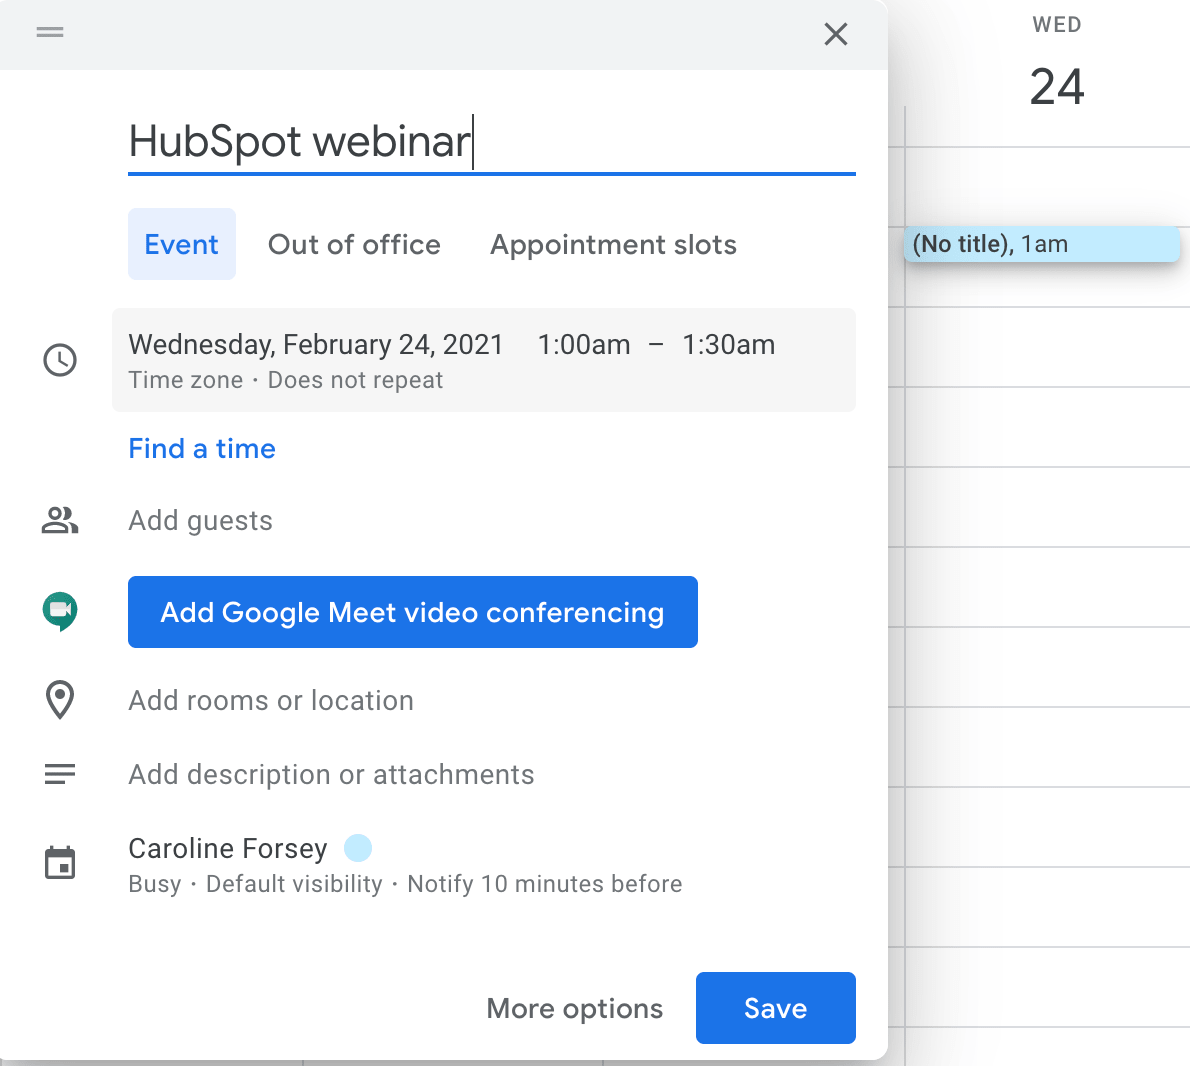 HubSpot webinar
Event Out of office Appointment slots
Wednesday, February 24, 2021 1:00am – 1:30am
Time zone · Does not repeat
Find a time
Add guests
Add Google Meet video conferencing
Add rooms or location
Add description or attachments
Caroline Forsey
Busy · Default visibility · Notify 10 minutes before
More options Save
WED
24
(No title), 1am